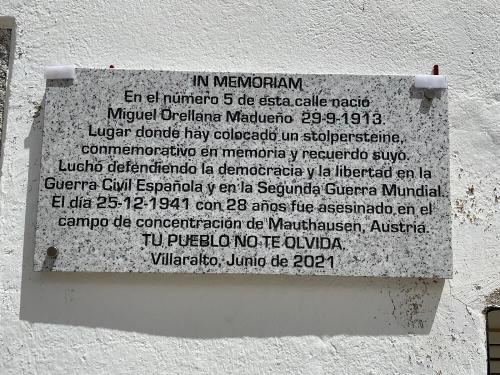 IN MEMORIAM
En el número 5 de esta calle nació
Miguel Orellana Madueño 29-9-1913.
Lugar donde hay colocado un stolpersteine,
conmemorativo en memoria y recuerdo suyo.
Luchó defendiendo la democracia y la libertad en la
Guerra Civil Española y en la Segunda Guerra Mundial.
El día 25-12-1941 con 28 años fue asesinado en el
campo de concentración de Mauthausen, Austria.
TU PUEBLO NO TE OLVIDA
Villaralto, Junio de 2021